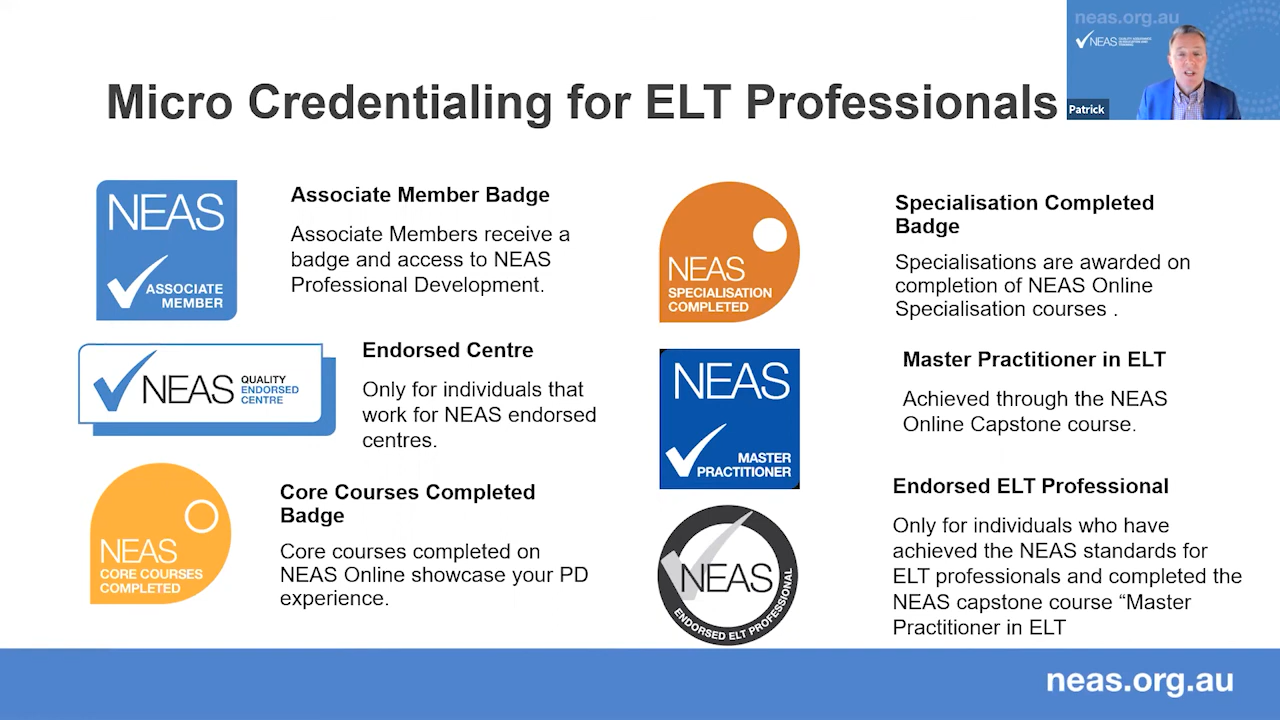 neas.org.au
NEAS
Patrick
Micro Credentialing for ELT Professionals
NEAS
ASSOCIATE
MEMBER
Associate Member Badge
Associate Members receive a
badge and access to NEAS
Professional Development.
NEAS QUALITY
ENDORSED
CENTRE
Endorsed Centre
Only for individuals that
work for NEAS endorsed
centres.
NEAS
CORE COURSES
COMPLETED
Core Courses Completed
Badge
Core courses completed on
NEAS Online showcase your PD
experience.
NEAS
SPECIALISATION
COMPLETED
Specialisation Completed
Badge
Specialisations are awarded on
completion of NEAS Online
Specialisation courses .
NEAS
MASTER
PRACTITIONER
Master Practitioner in ELT
Achieved through the NEAS
Online Capstone course.
NEAS
ENDORSED ELT PROFESSIONAL
Endorsed ELT Professional
Only for individuals who have
achieved the NEAS standards for
ELT professionals and completed the
NEAS capstone course “Master
Practitioner in ELT
neas.org.au